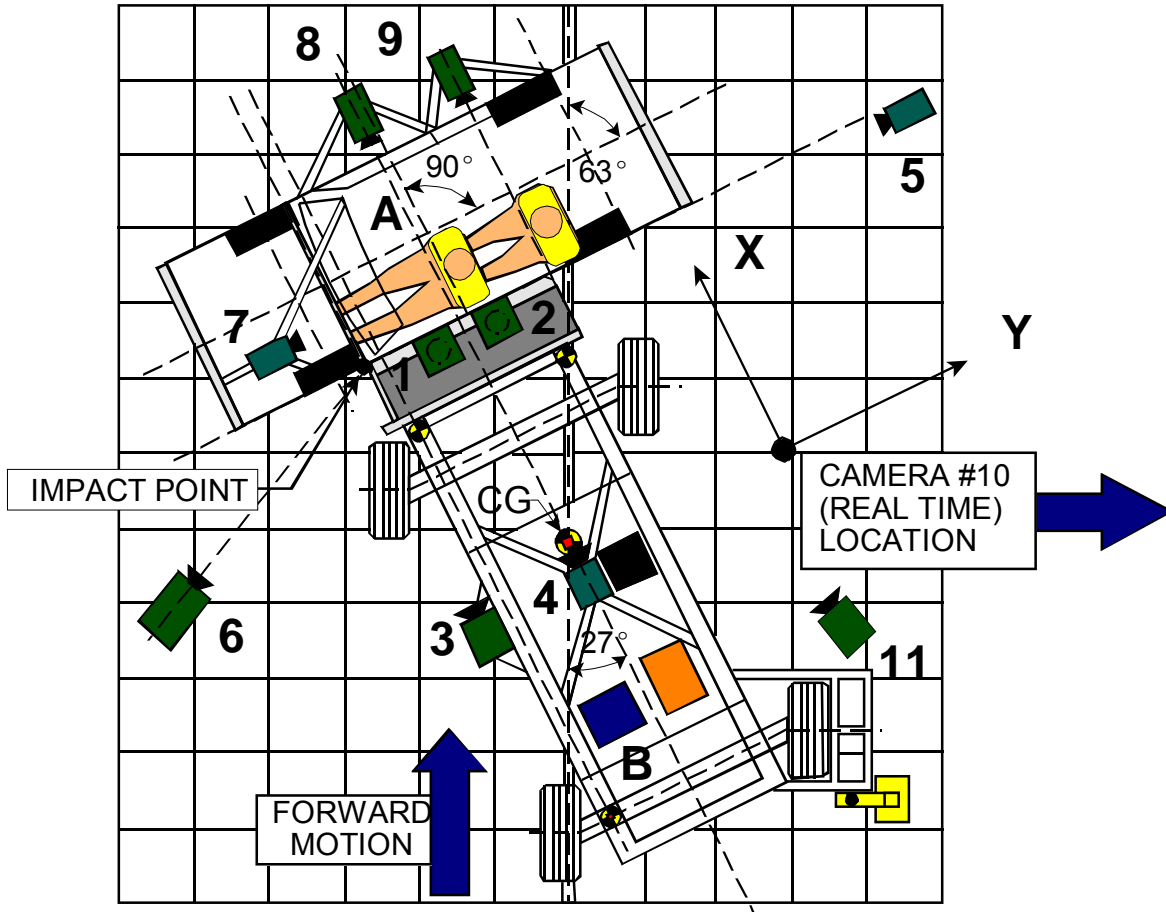 8
9
90°
63°
5
A
X
7
2
Y
1
IMPACT POINT
CG
CAMERA #10
(REAL TIME)
LOCATION
6
3
4
27°
11
B
FORWARD
MOTION